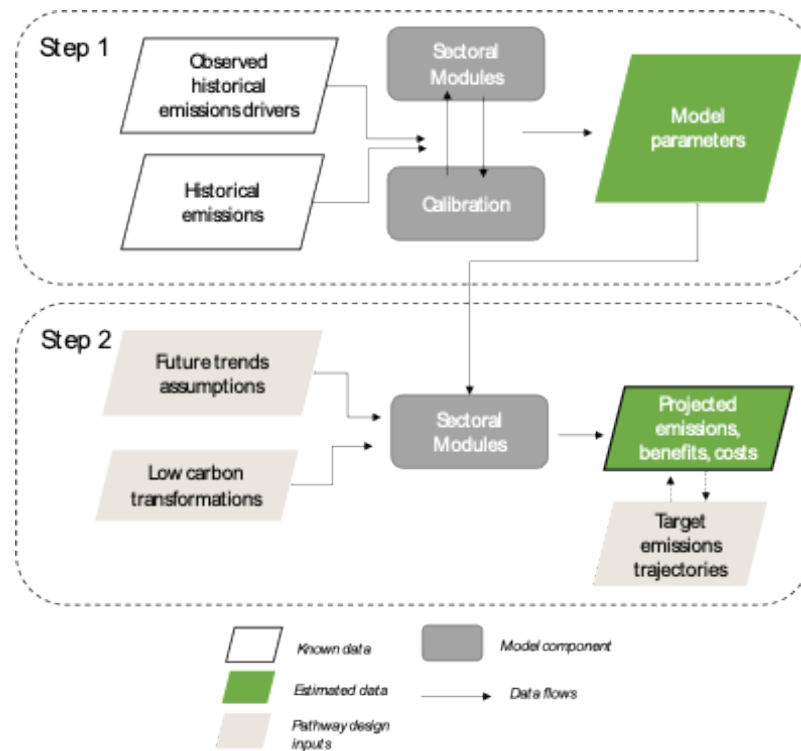 Step 1
Observed
historical
emissions drivers
Historical
emissions
Sectoral
Modules
Calibration
Model
parameters
Step 2
Future trends
assumptions
Low carbon
transformations
Sectoral
Modules
Projected
emissions,
benefits, costs
Target
emissions
trajectories
Known data
Model component
Estimated data
Data flows
Pathway design
inputs